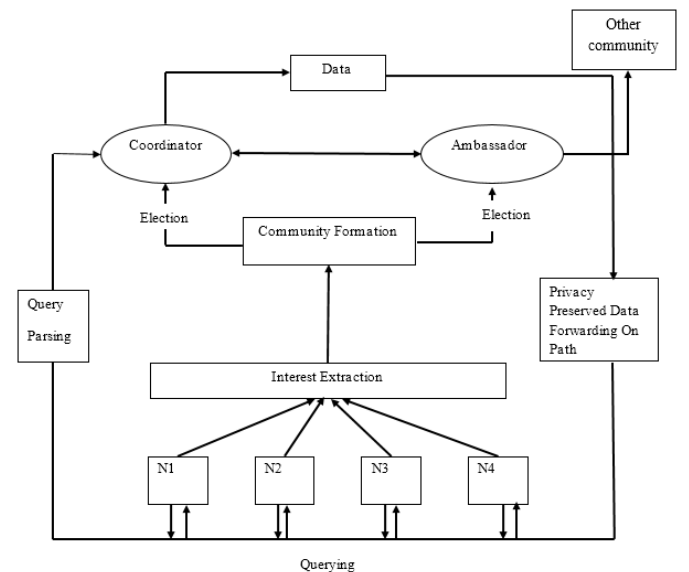 Other
community
Data
Coordinator
Ambassador
Election
Election
Community Formation
Query
Parsing
Privacy
Preserved Data
Forwarding On
Path
Interest Extraction
N1
N2
N3
N4
Querying